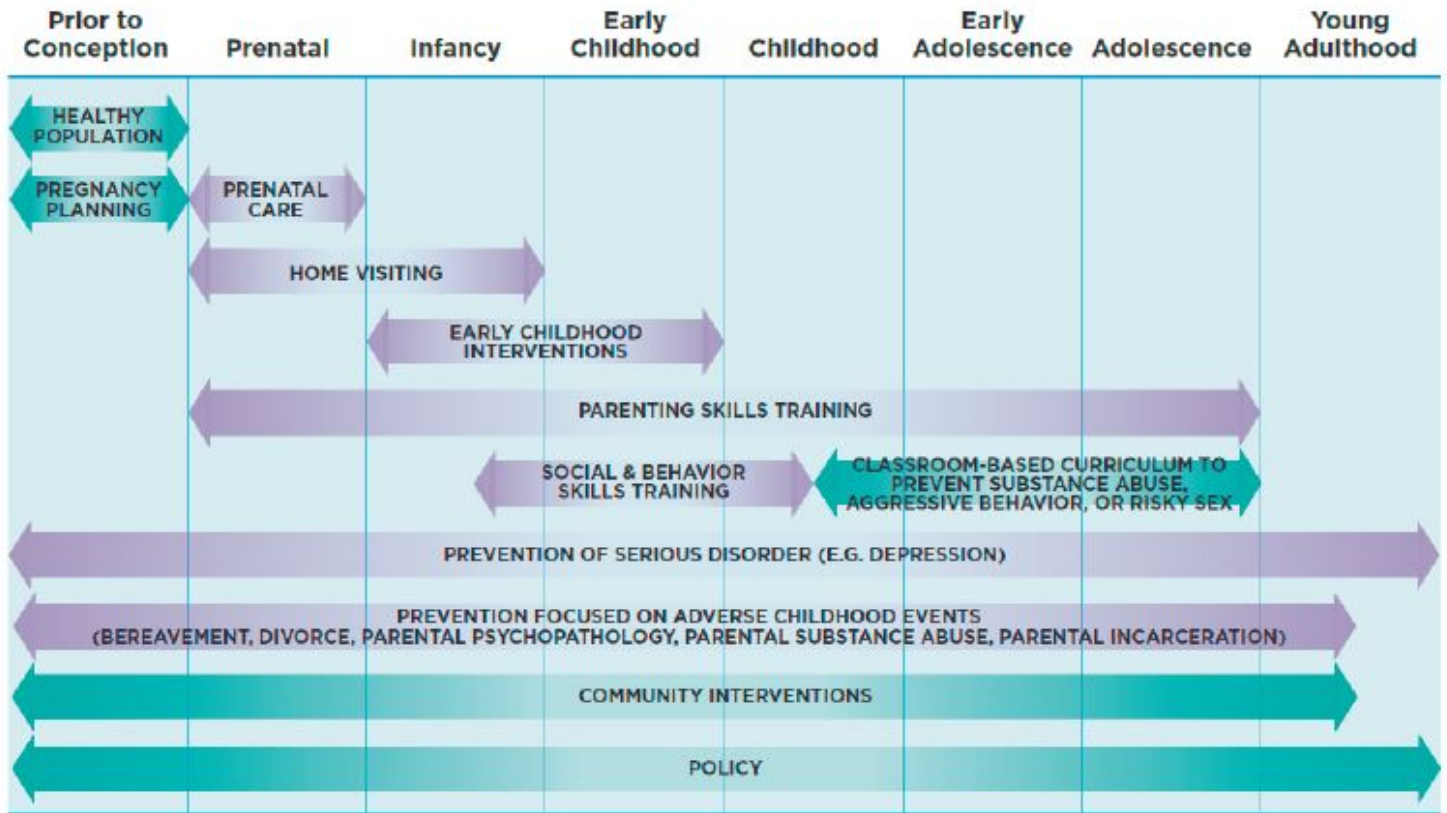 Prior to
Conception
Prenatal
Infancy
Early
Childhood
Childhood
Early
Adolescence
Adolescence
Young
Adulthood
HEALTHY
POPULATION
PREGNANCY
PLANNING
PRENATAL
CARE
HOME VISITING
EARLY CHILDHOOD
INTERVENTIONS
PARENTING SKILLS TRAINING
SOCIAL & BEHAVIOR
SKILLS TRAINING
CLASSROOM-BASED CURRICULUM TO
PREVENT SUBSTANCE ABUSE,
AGGRESSIVE BEHAVIOR, OR RISKY SEX
PREVENTION OF SERIOUS DISORDER (E.G. DEPRESSION)
PREVENTION FOCUSED ON ADVERSE CHILDHOOD EVENTS
(BEREAVEMENT, DIVORCE, PARENTAL PSYCHOPATHOLOGY, PARENTAL SUBSTANCE ABUSE, PARENTAL INCARCERATION)
COMMUNITY INTERVENTIONS
POLICY